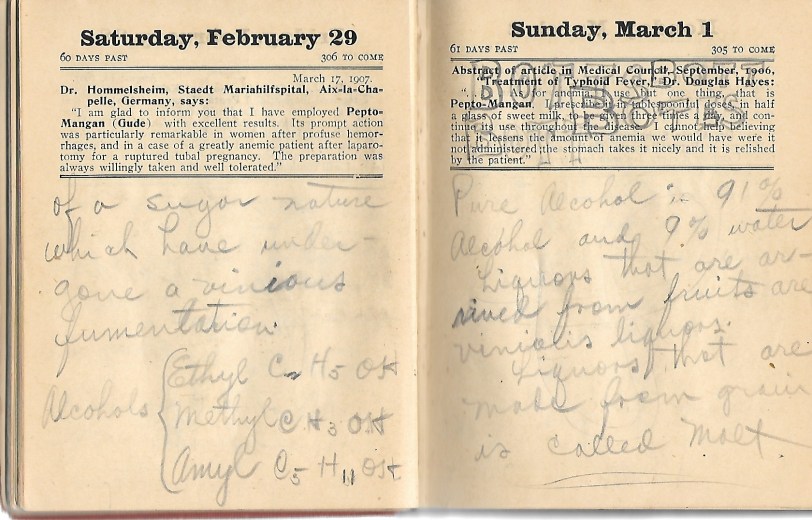 Saturday, February 29
60 DAYS PAST 306 TO COME
March 17, 1907.
Dr. Hommelsheim, Staedt Mariahilfspital, Aix-la-Cha-
pelle, Germany, says:
"I am glad to inform you that I have employed Pepto-
Mangan (Gude) with excellent results. Its prompt action
was particularly remarkable in women after profuse hemor-
rhages, and in a case of a greatly anemic patient after laparo-
tomy for a ruptured tubal pregnancy. The preparation was
always willingly taken and well tolerated."
of a sugar nature
which have under-
gone a vinious
fumentation.
Alcohols
Ethyl C2 H5 OH
Methyl C H3 OH
Amyl C5 H11 OH
Sunday, March 1
61 DAYS PAST 305 TO COME
Abstract of article in Medical Council, September, 1906,
"Treatment of Typhoid Fever," Dr. Douglas Hayes:
". . . As for anemia, I use but one thing, that is
Pepto-Mangan. I prescribe it in tablespoonful doses, in half
a glass of sweet milk, to be given three times a day, and con-
tinue its use throughout the disease. I cannot help believing
that it lessens the amount of anemia we would have were it
not administered; the stomach takes it nicely and it is relished
by the patient."
Pure Alcohol is 91%
Alcohol and 9% water
Liquors that are ar-
rived from fruits are
viniolis liquors.
Liquors that are
made from grain
is called Malt.